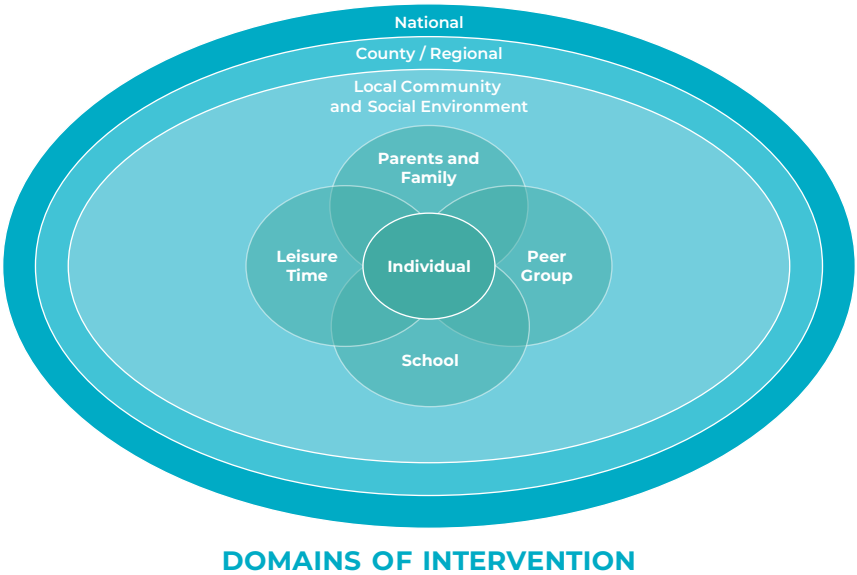 National
County / Regional
Local Community
and Social Environment
Parents and
Family
Leisure
Time
Individual
Peer
Group
School
DOMAINS OF INTERVENTION